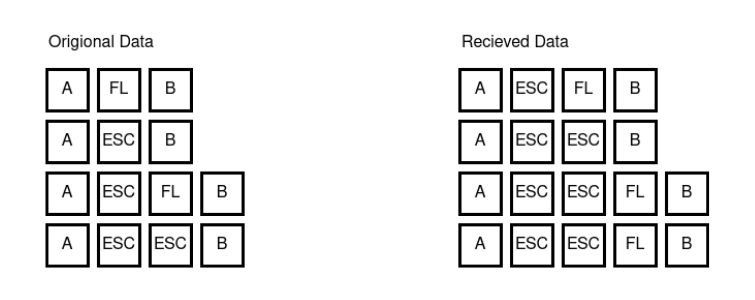 Origional Data Recieved Data
A FL B A ESC FL B
A ESC B A ESC ESC B
A ESC FL B A ESC ESC FL B
A ESC ESC B A ESC ESC FL B